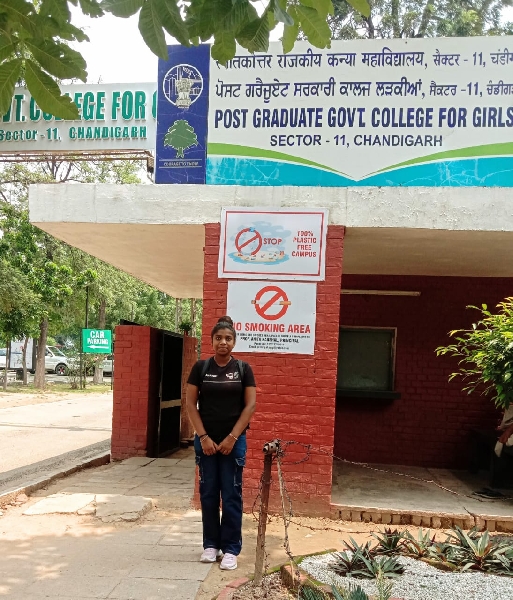 LLEGE FOR G
SECTOR - 11, CHANDIGARH
स्नातकोत्तर राजकीय कन्या महाविद्यालय, सैक्टर - 11, चंडी
ਪੋਸਟ ਗਰੈਜੂਏਟ ਸਰਕਾਰੀ ਕਾਲਜ ਲੜਕੀਆਂ, ਸੈਕਟਰ - 11, ਚੰਡੀਗ
POST GRADUATE GOVT. COLLEGE FOR GIRLS
SECTOR - 11, CHANDIGARH
STOP
100%
PLASTIC
FREE
CAMPUS
NO SMOKING AREA
CAR
PARKING